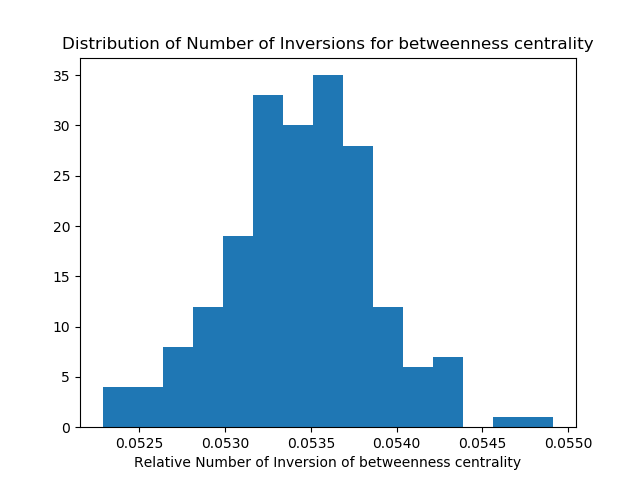 Distribution of Number of Inversions for betweenness centrality
35
30
25
20
15
10
5
0
0.0525 0.0530 0.0535 0.0540 0.0545 0.0550
Relative Number of Inversion of betweenness centrality